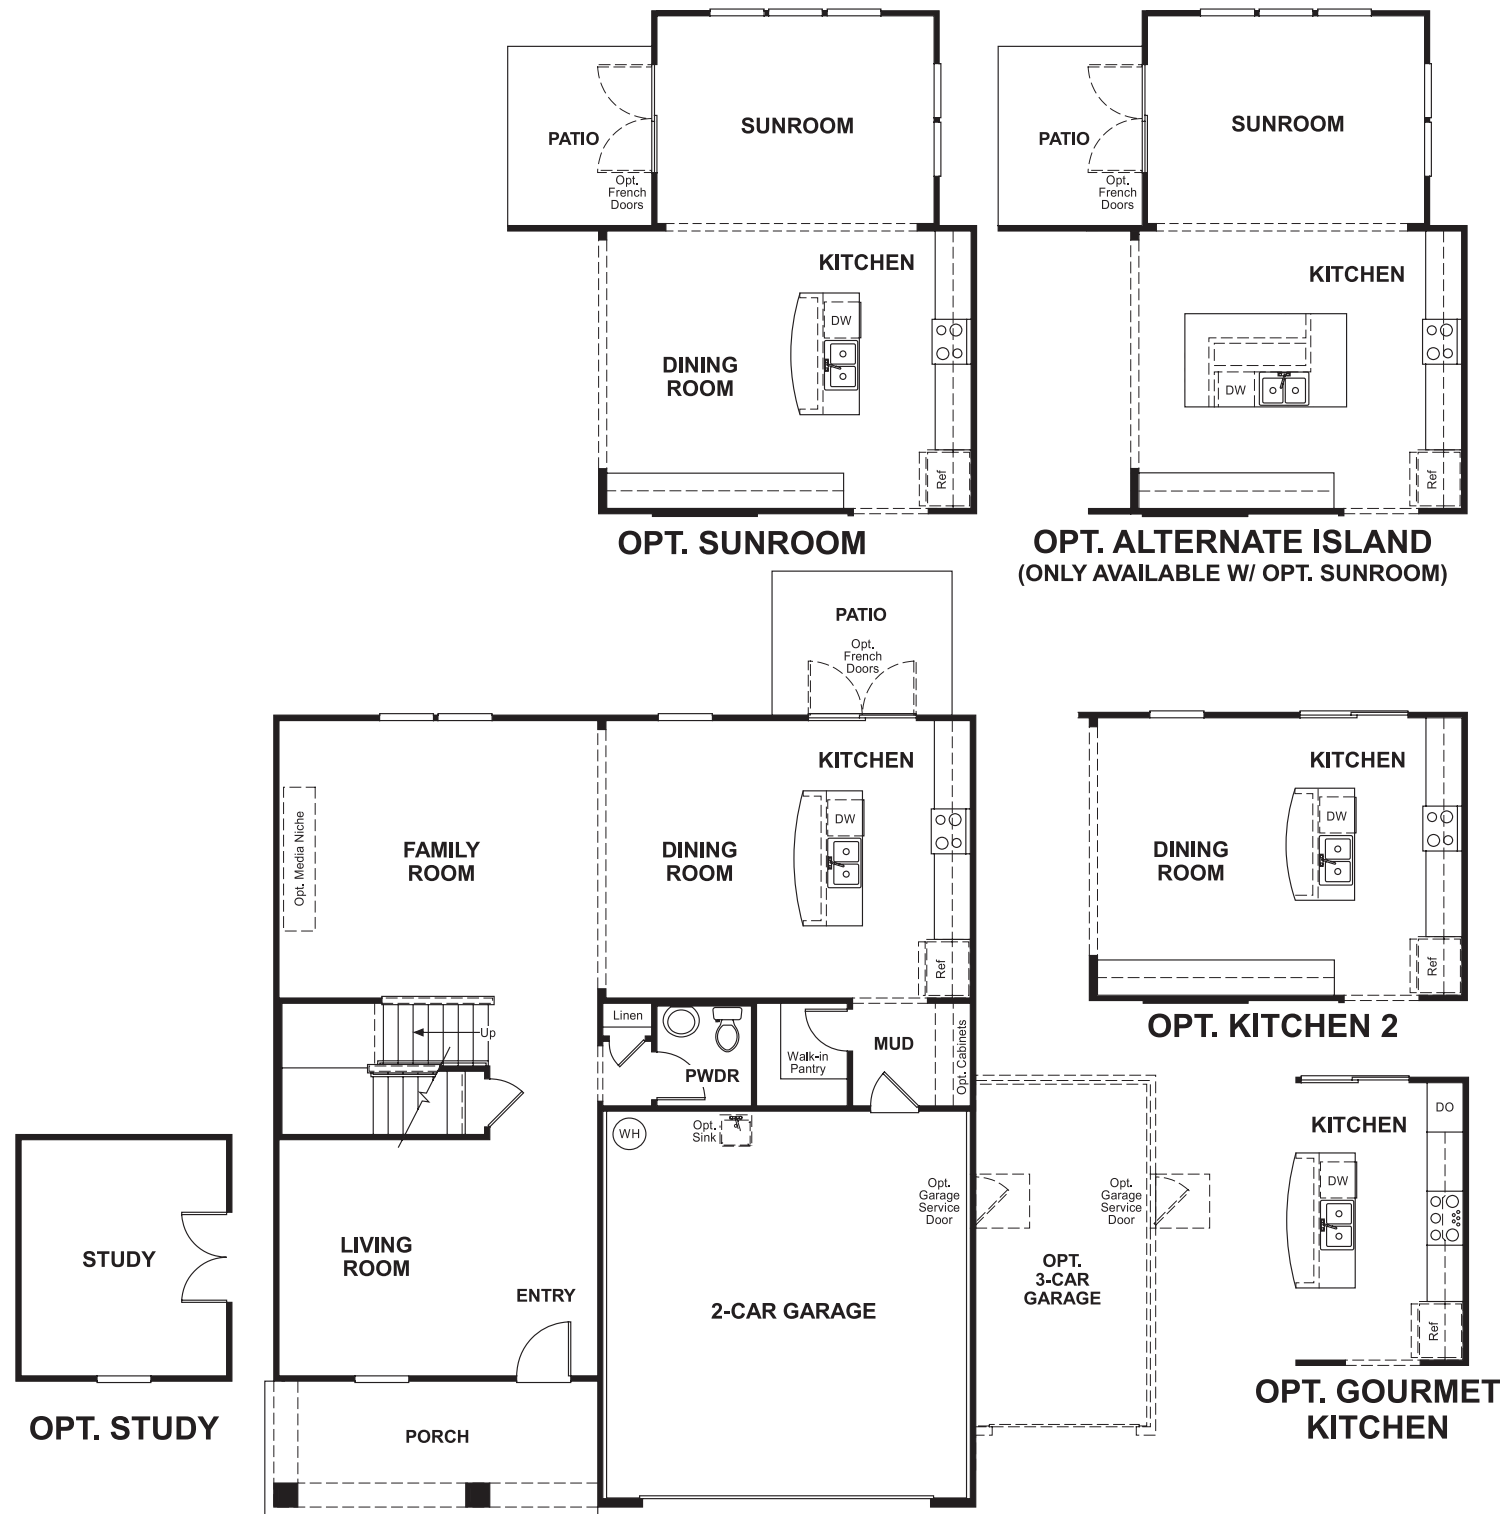 SUNROOM
PATIO
Opt.
French
Doors
KITCHEN
DW
DINING
ROOM
Ref
OPT. SUNROOM
SUNROOM
PATIO
Opt.
French
Doors
KITCHEN
DW
Ref
OPT. ALTERNATE ISLAND
(ONLY AVAILABLE W/ OPT. SUNROOM)
PATIO
Opt.
French
Doors
KITCHEN
DW
Opt. Media Niche
FAMILY
ROOM
DINING
ROOM
Ref
Linen
Up
PWDR
Walk-in
Pantry
MUD
Opt. Cabinets
WH
Opt.
Sink
Opt.
Garage
Service
Door
Opt.
Garage
Service
Door
LIVING
ROOM
ENTRY
2-CAR GARAGE
OPT.
3-CAR
GARAGE
PORCH
STUDY
OPT. STUDY
KITCHEN
DW
DINING
ROOM
Ref
OPT. KITCHEN 2
DO
KITCHEN
DW
Ref
OPT. GOURMET
KITCHEN